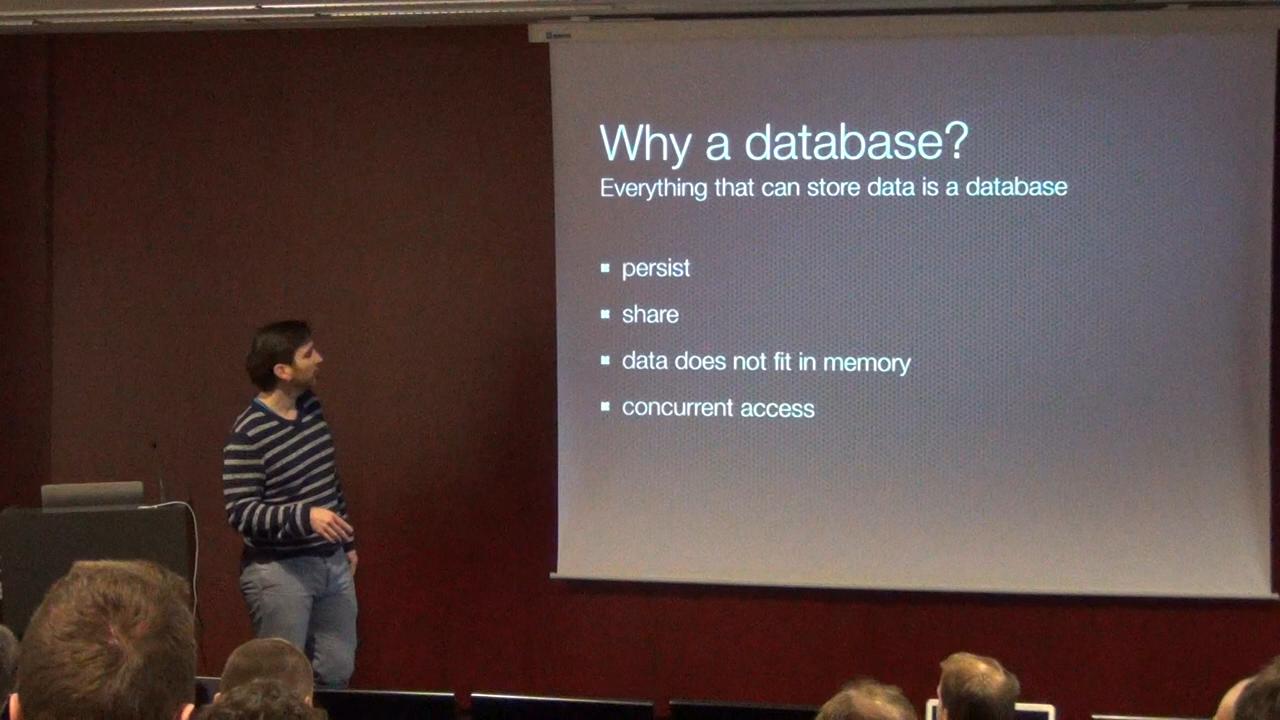 Why a database?
Everything that can store data is a database
persist
share
data does not fit in memory
concurrent access